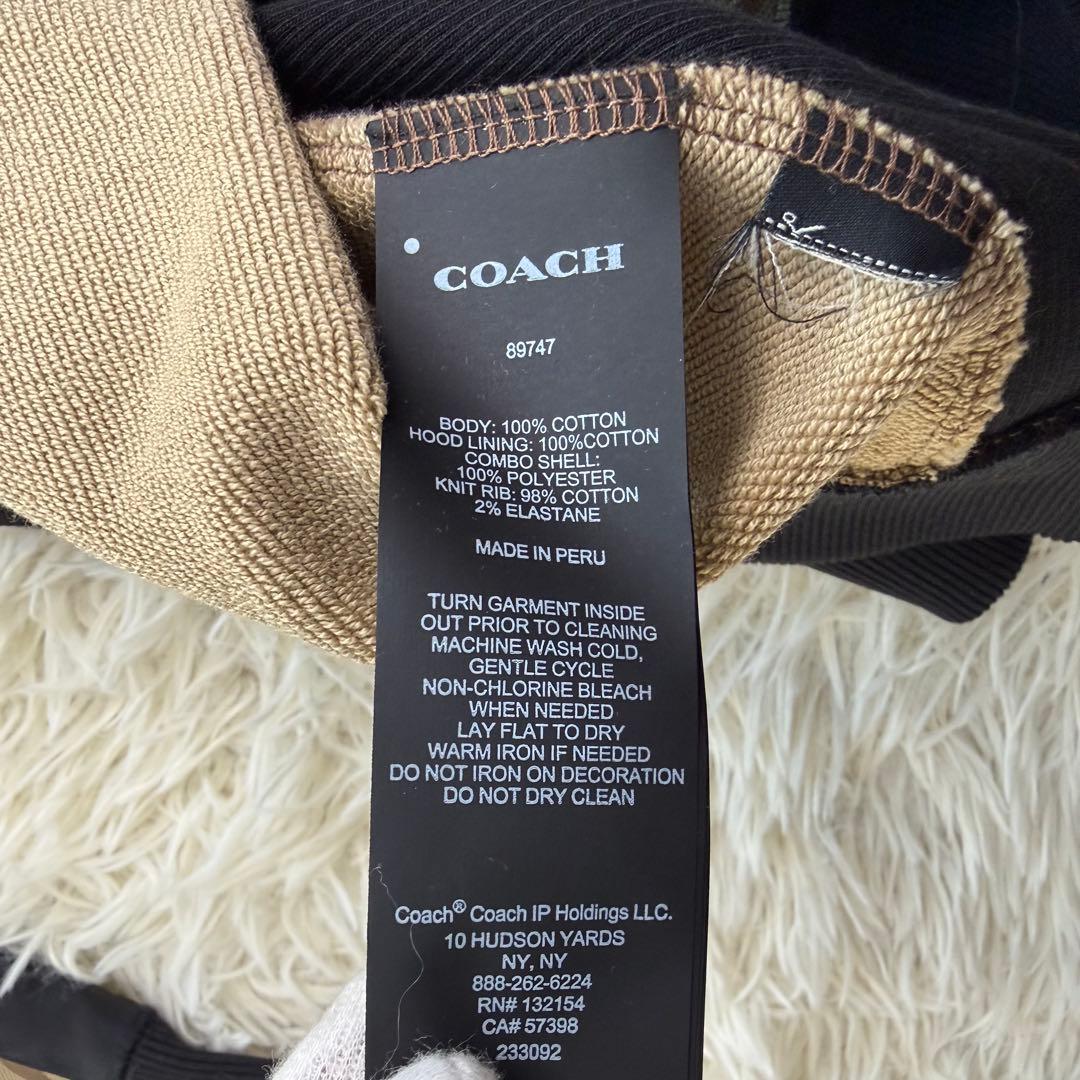 COACH
89747
BODY: 100% COTTON
HOOD LINING: 100%COTTON
COMBO SHELL:
100% POLYESTER
KNIT RIB: 98% COTTON
2% ELASTANE
MADE IN PERU
TURN GARMENT INSIDE
OUT PRIOR TO CLEANING
MACHINE WASH COLD,
GENTLE CYCLE
NON-CHLORINE BLEACH
WHEN NEEDED
LAY FLAT TO DRY
WARM IRON IF NEEDED
DO NOT IRON ON DECORATION
DO NOT DRY CLEAN
Coach® Coach IP Holdings LLC.
10 HUDSON YARDS
NY, NY
888-262-6224
RN# 132154
CA# 57398
233092